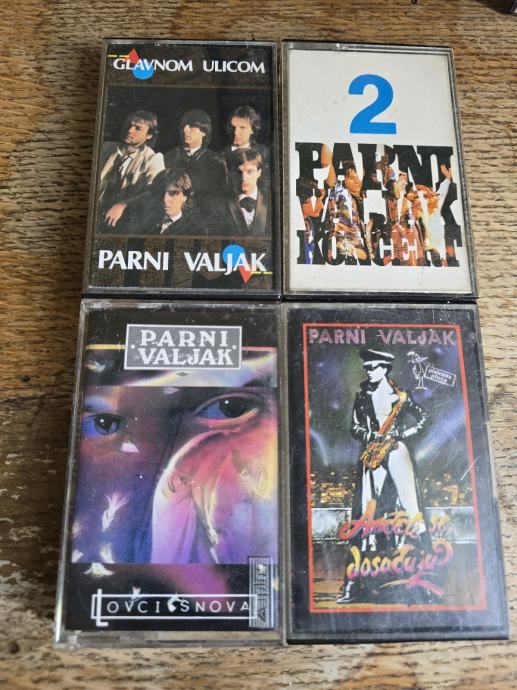 GLAVNOM ULICOM
PARNI VALJAK
2
PARNI
VALJAK
KONCERT
PARNI
VALJAK
LOVCI SNOVA
PARNI VALJAK
Anđeli se
dosađuju?